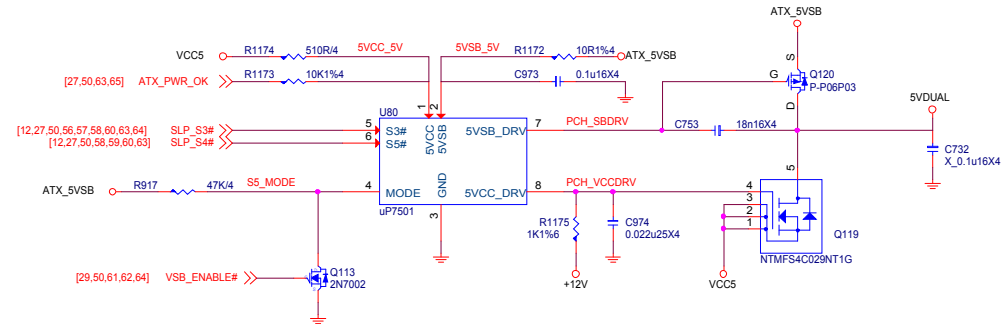 ATX_5VSB
VCC5 R1174 510R/4 5VCC_5V 5VSB_5V R1172 10R1%4 ATX_5VSB
S
[27,50,63,65] ATX_PWR_OK R1173 10K1%4 C973 0.1u16X4 G Q120
P-P06P03
D
1 2
U80 5VDUAL
[12,27,50,56,57,58,60,63,64] SLP_S3# 5 S3# 5VCC 5VSB 5VSB_DRV 7 PCH_SBDRV C753 18n16X4
[12,27,50,58,59,60,63] SLP_S4# 6 S5#
C732
X_0.1u16X4
5
ATX_5VSB R917 47K/4 S5_MODE 4 MODE GND 5VCC_DRV 8 PCH_VCCDRV 4
uP7501 3
3
2
1
R1175
1K1%6
C974
0.022u25X4
Q119
NTMFS4C029NT1G
Q113
2N7002
[29,50,61,62,64] VSB_ENABLE#
+12V VCC5